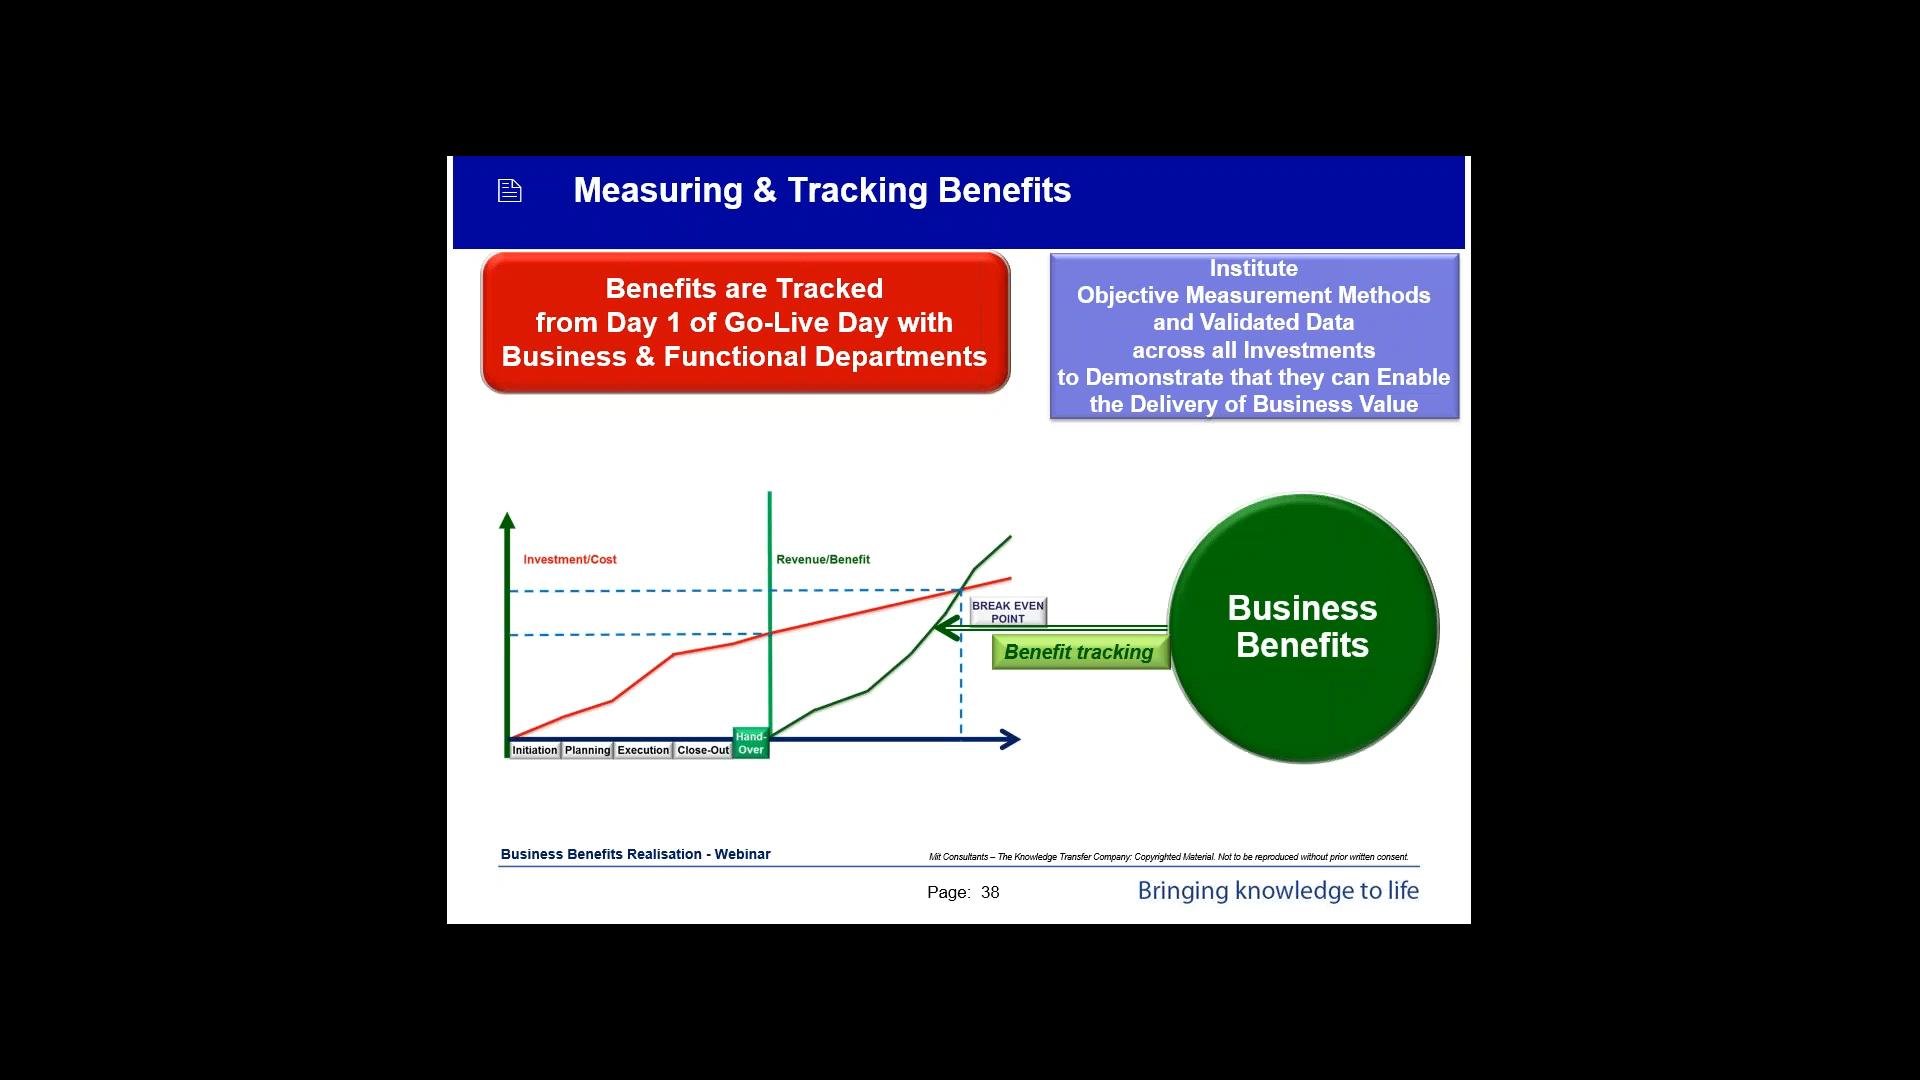 Measuring & Tracking Benefits
Benefits are Tracked
from Day 1 of Go-Live Day with
Business & Functional Departments
Institute
Objective Measurement Methods
and Validated Data
across all Investments
to Demonstrate that they can Enable
the Delivery of Business Value
Investment/Cost
Revenue/Benefit
BREAK EVEN
POINT
Benefit tracking
Business
Benefits
Initiation
Planning
Execution
Close-Out
Hand-
Over
Business Benefits Realisation - Webinar
Mit Consultants – The Knowledge Transfer Company: Copyrighted Material. Not to be reproduced without prior written consent.
Page: 38
Bringing knowledge to life